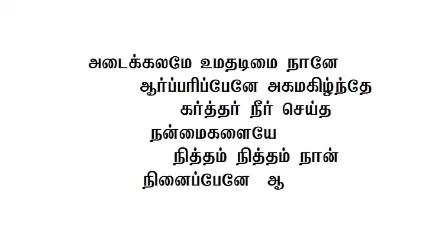 அடைக்கலமே உமதடிமை நானே
ஆர்ப்பரிப்பேனே அகமகிழ்ந்தே
கர்த்தர் நீர் செய்த
நன்மைகளையே
நித்தம் நித்தம் நான்
நினைப்பேனே ஆ